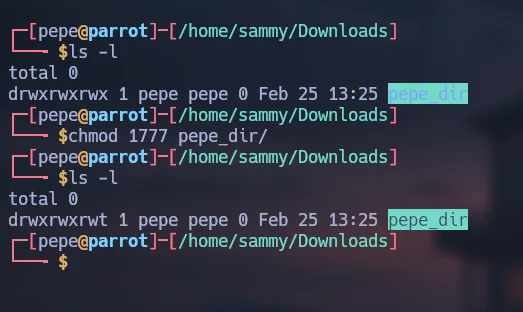 ┌─[pepe@parrot]─[/home/sammy/Downloads]
└──╼ $ls -l
total 0
drwxrwxrwx 1 pepe pepe 0 Feb 25 13:25 pepe_dir
┌─[pepe@parrot]─[/home/sammy/Downloads]
└──╼ $chmod 1777 pepe_dir/
┌─[pepe@parrot]─[/home/sammy/Downloads]
└──╼ $ls -l
total 0
drwxrwxrwt 1 pepe pepe 0 Feb 25 13:25 pepe_dir
┌─[pepe@parrot]─[/home/sammy/Downloads]
└──╼ $